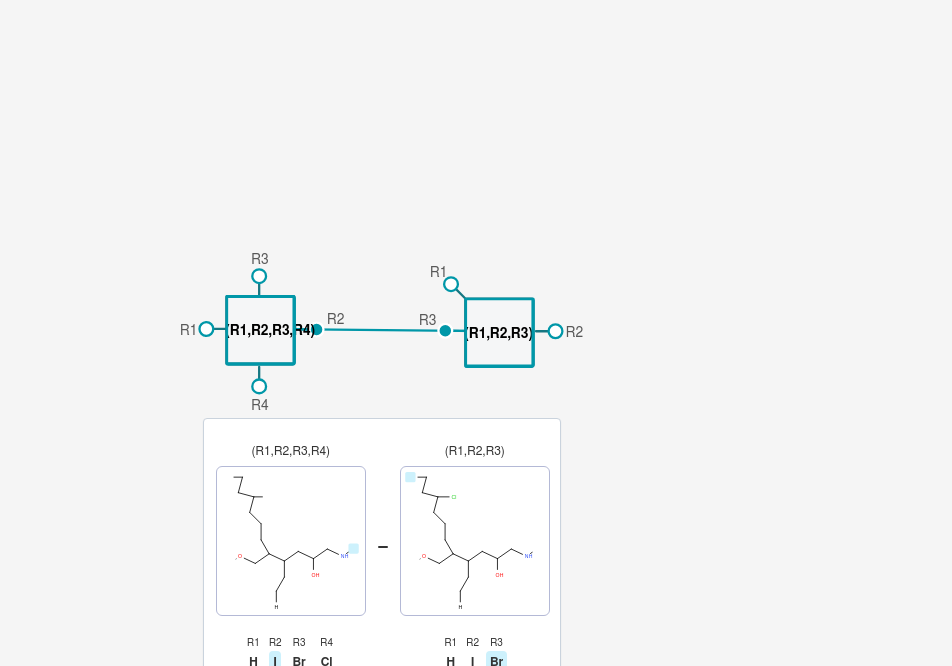 R3
R1
R1
(R1,R2,R3,R4)
R2
R3
(R1,R2,R3)
R2
R4
(R1,R2,R3,R4)
(R1,R2,R3)
Cl
O
NH
OH
H
O
NH
OH
H
R1 R2 R3 R4
R1 R2 R3
H I Br Cl
H I Br